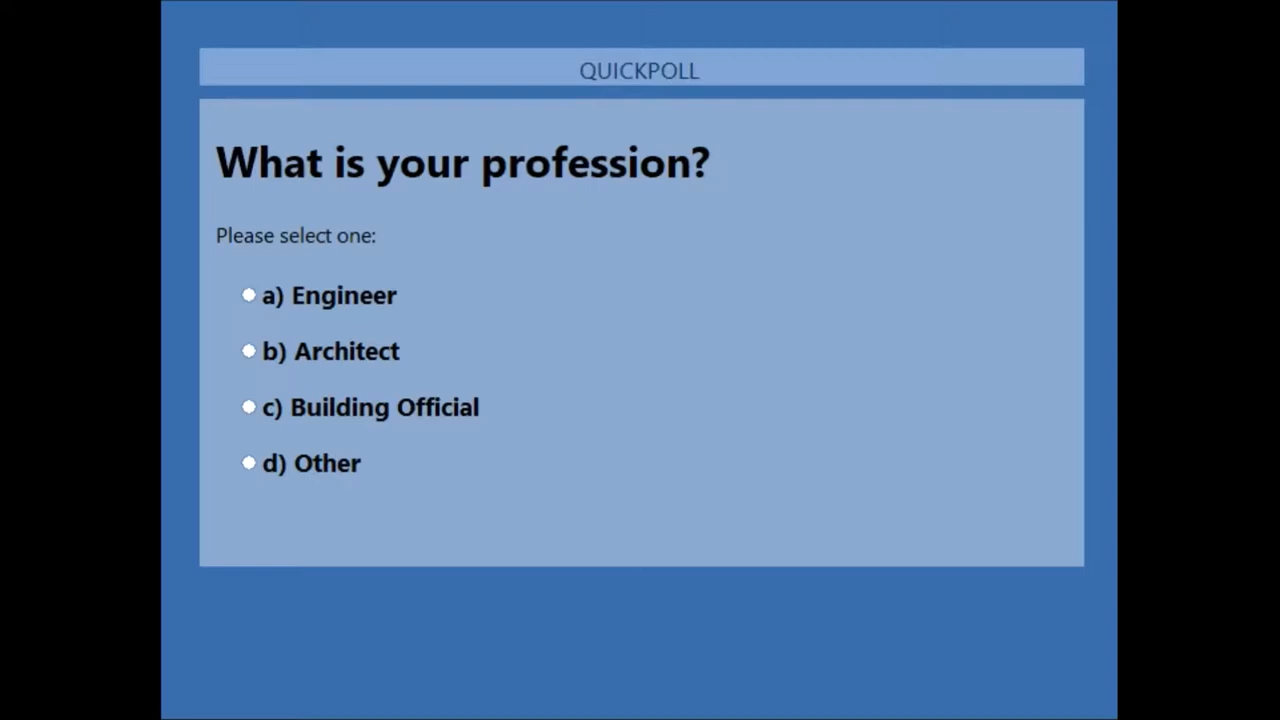 QUICKPOLL
What is your profession?
Please select one:
a) Engineer
b) Architect
c) Building Official
d) Other